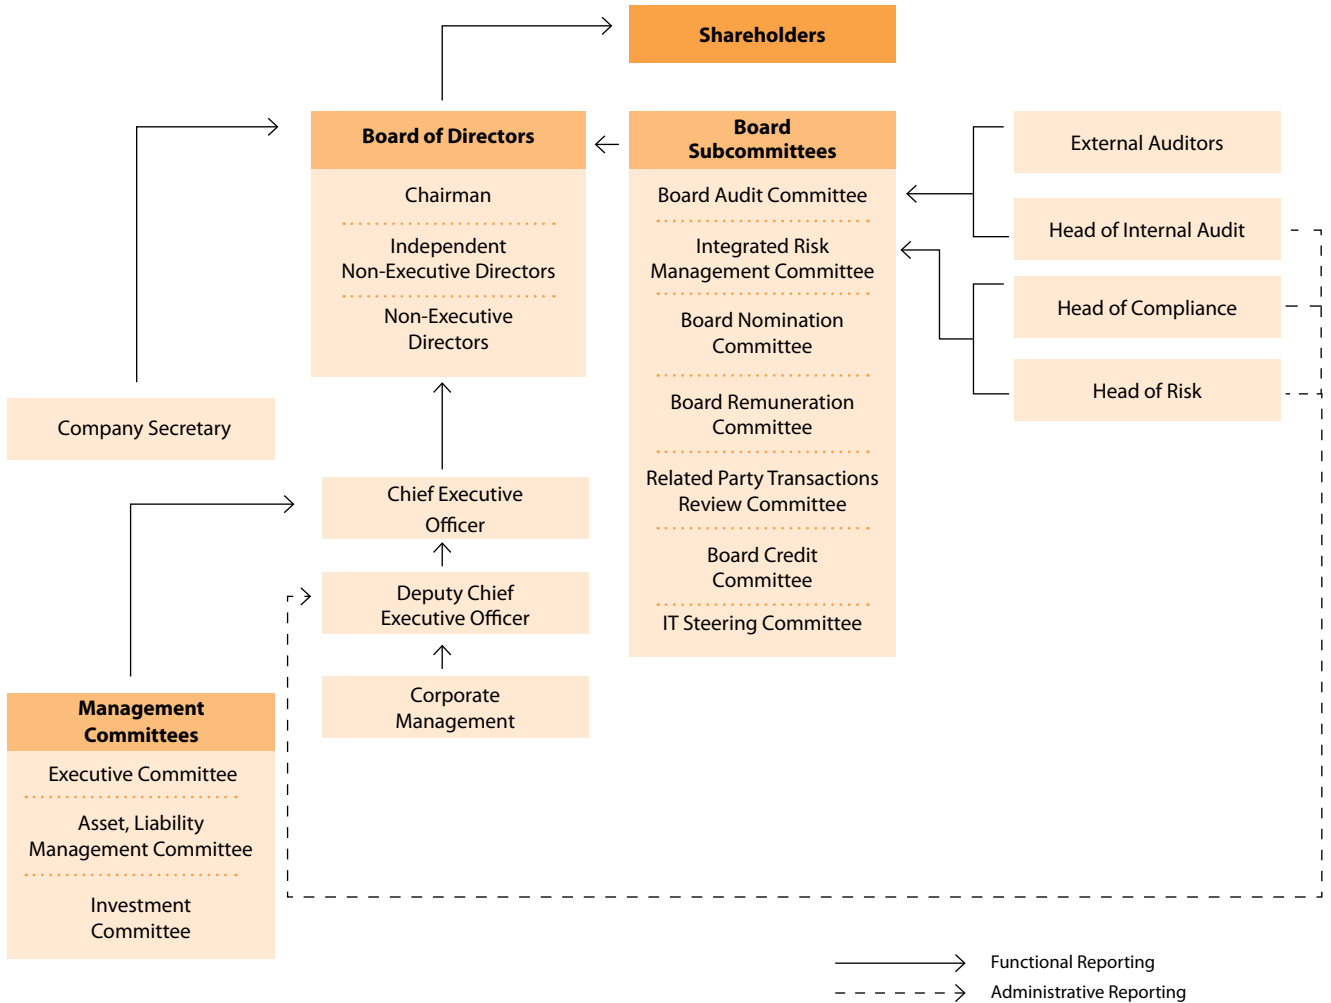 Shareholders
Board of Directors
Chairman
Independent
Non-Executive Directors
Non-Executive
Directors
Board
Subcommittees
Board Audit Committee
Integrated Risk
Management Committee
Board Nomination
Committee
Board Remuneration
Committee
Related Party Transactions
Review Committee
Board Credit
Committee
IT Steering Committee
External Auditors
Head of Internal Audit
Head of Compliance
Head of Risk
Company Secretary
Chief Executive
Officer
Deputy Chief
Executive Officer
Corporate
Management
Management
Committees
Executive Committee
Asset, Liability
Management Committee
Investment
Committee
Functional Reporting
Administrative Reporting